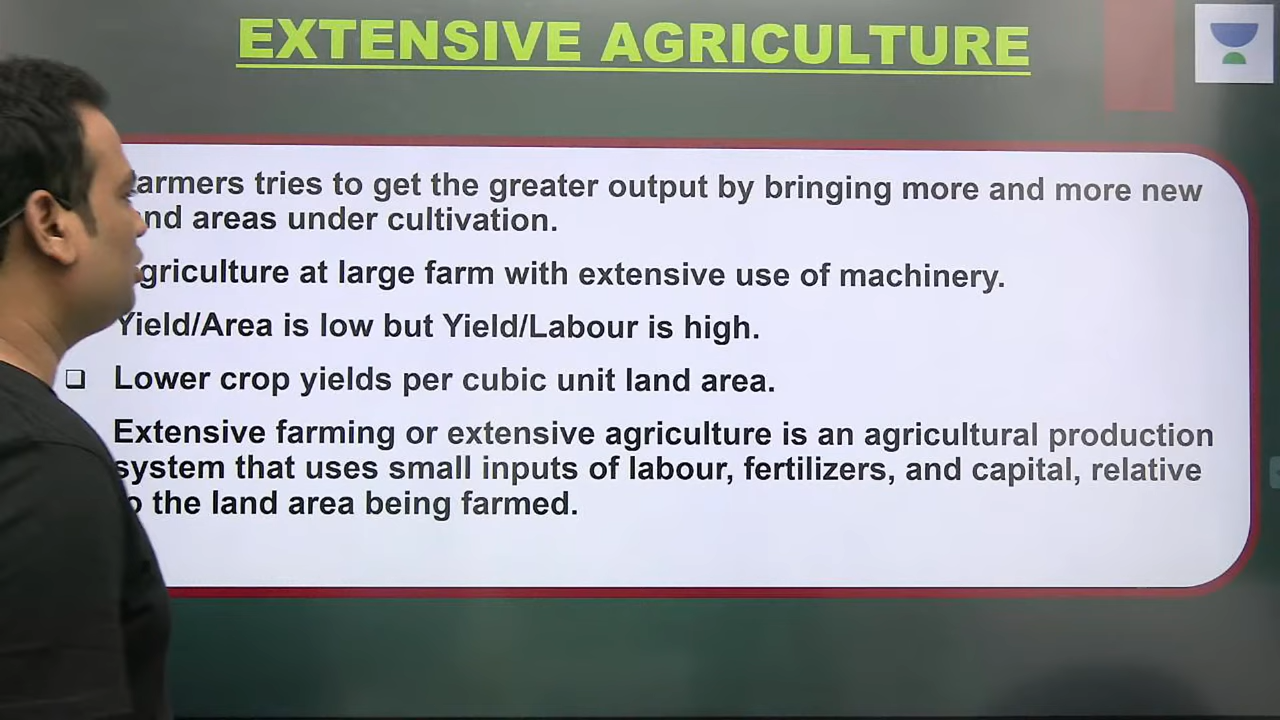 EXTENSIVE AGRICULTURE
armers tries to get the greater output by bringing more and more new
nd areas under cultivation.
griculture at large farm with extensive use of machinery.
Yield/Area is low but Yield/Labour is high.
❑ Lower crop yields per cubic unit land area.
Extensive farming or extensive agriculture is an agricultural production
system that uses small inputs of labour, fertilizers, and capital, relative
o the land area being farmed.